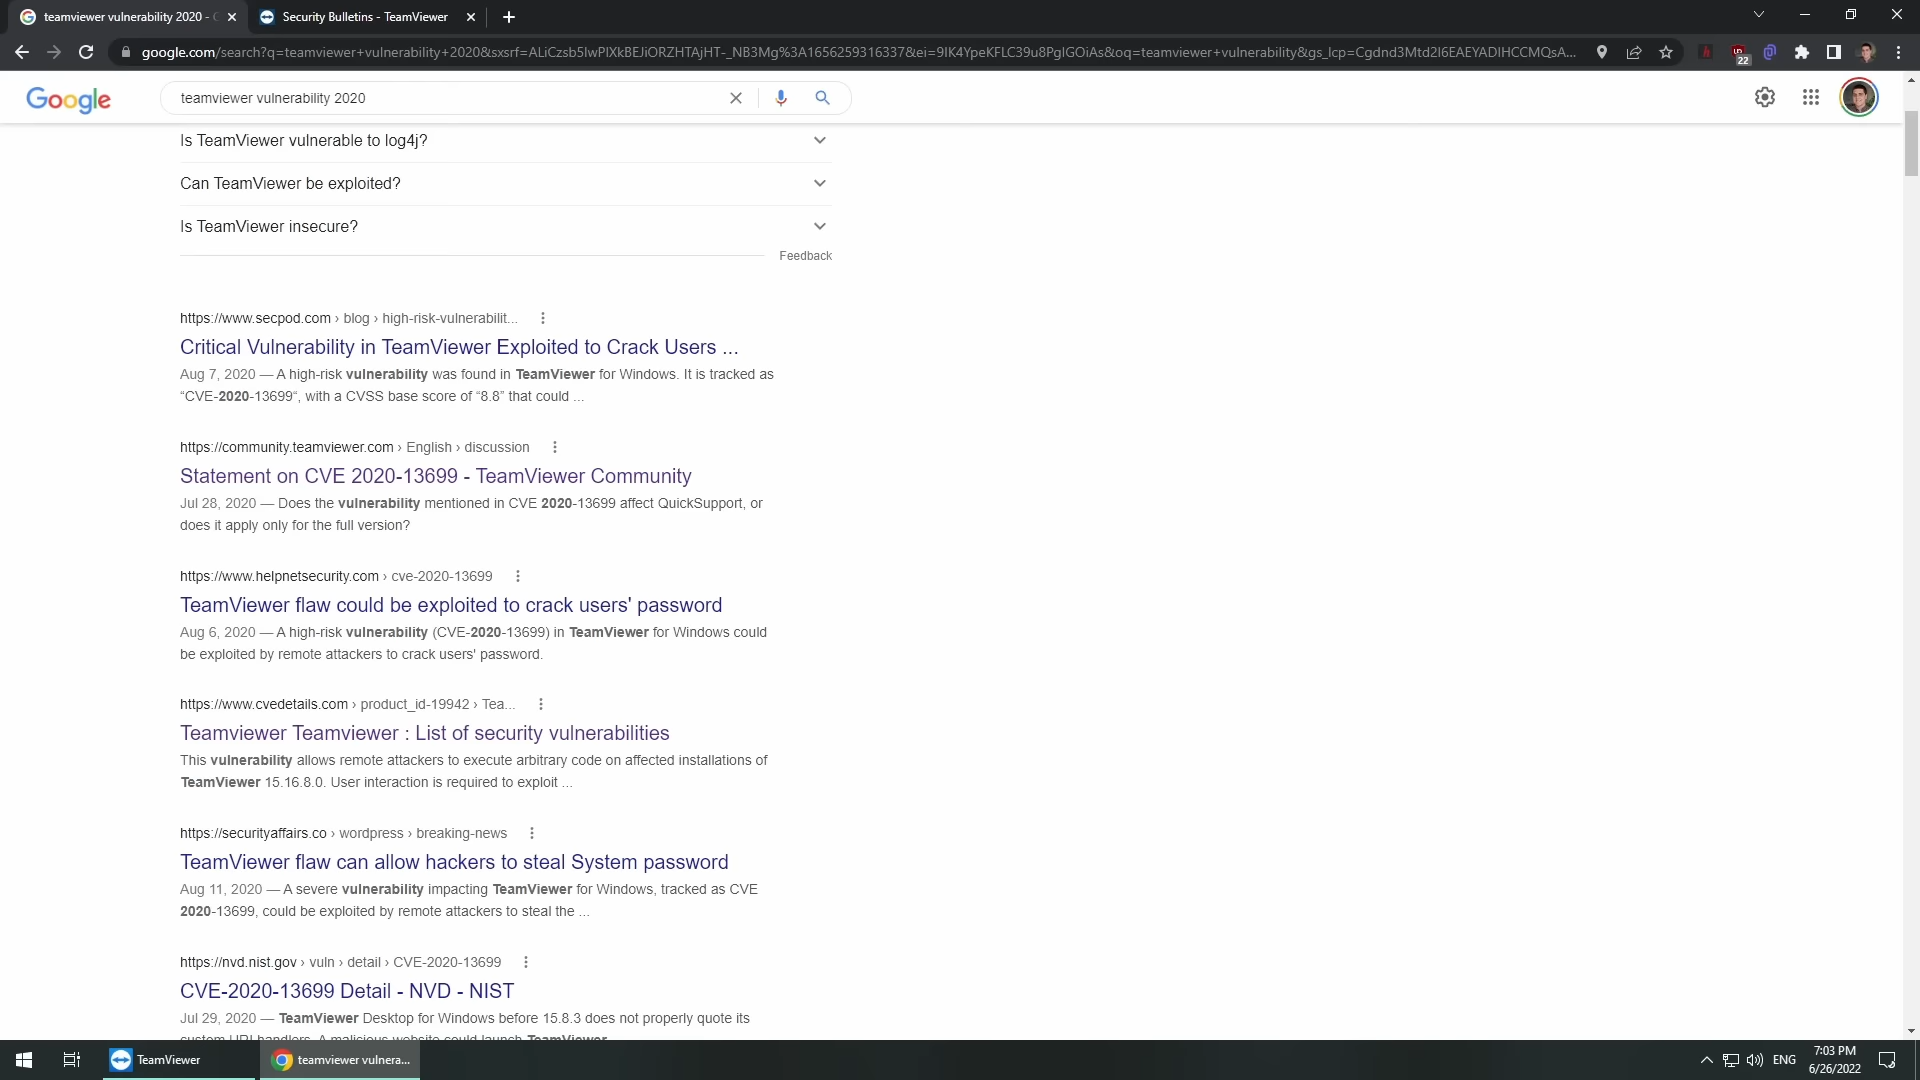 teamviewer vulnerability 2020 -
Security Bulletins - TeamViewer
google.com/search?q=teamviewer+vulnerability+2020&sxsrf=ALiCzsb5lwPlXkBEJiORZHTAjHT-_NB3Mg%3A1656259316337&ei=9IK4YpeKFLC39u8PgIGOiAs&oq=teamviewer+vulnerability&gs_lcp=Cgdnd3Mtd2l6EAEYADIHCCMQsA...
22
Google
teamviewer vulnerability 2020
Is TeamViewer vulnerable to log4j?
Can TeamViewer be exploited?
Is TeamViewer insecure?
Feedback
https://www.secpod.com › blog › high-risk-vulnerabilit...
Critical Vulnerability in TeamViewer Exploited to Crack Users ...
Aug 7, 2020 — A high-risk vulnerability was found in TeamViewer for Windows. It is tracked as
“CVE-2020-13699“, with a CVSS base score of “8.8” that could ...
https://community.teamviewer.com › English › discussion
Statement on CVE 2020-13699 - TeamViewer Community
Jul 28, 2020 — Does the vulnerability mentioned in CVE 2020-13699 affect QuickSupport, or
does it apply only for the full version?
https://www.helpnetsecurity.com › cve-2020-13699
TeamViewer flaw could be exploited to crack users' password
Aug 6, 2020 — A high-risk vulnerability (CVE-2020-13699) in TeamViewer for Windows could
be exploited by remote attackers to crack users' password.
https://www.cvedetails.com › product_id-19942 › Tea...
Teamviewer Teamviewer : List of security vulnerabilities
This vulnerability allows remote attackers to execute arbitrary code on affected installations of
TeamViewer 15.16.8.0. User interaction is required to exploit ...
https://securityaffairs.co › wordpress › breaking-news
TeamViewer flaw can allow hackers to steal System password
Aug 11, 2020 — A severe vulnerability impacting TeamViewer for Windows, tracked as CVE
2020-13699, could be exploited by remote attackers to steal the ...
https://nvd.nist.gov › vuln › detail › CVE-2020-13699
CVE-2020-13699 Detail - NVD - NIST
Jul 29, 2020 — TeamViewer Desktop for Windows before 15.8.3 does not properly quote its
custom URI handlers. A malicious website could launch TeamViewer
TeamViewer
teamviewer vulnera...
ENG
7:03 PM
6/26/2022